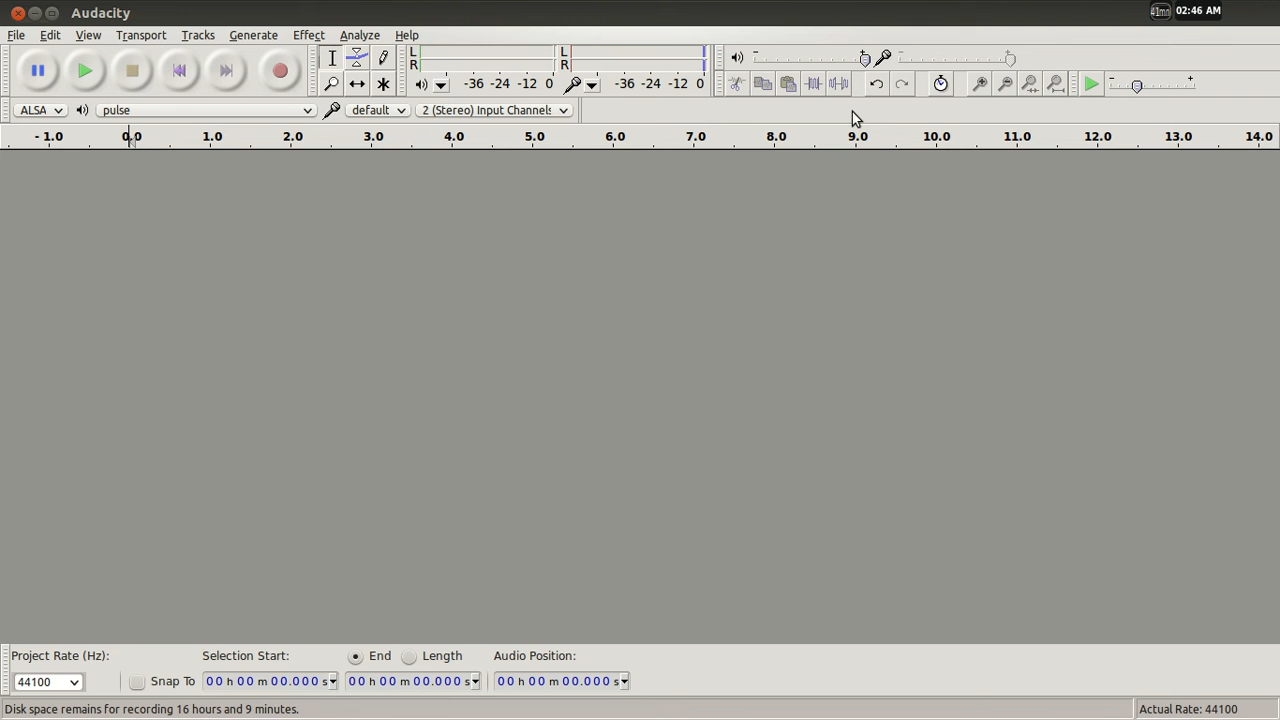 Audacity
41mn 02:46 AM
File Edit View Transport Tracks Generate Effect Analyze Help
L
R
L
R
-36 -24 -12 0
-36 -24 -12 0
- +
-
- +
ALSA pulse default 2 (Stereo) Input Channels
- 1.0 0.0 1.0 2.0 3.0 4.0 5.0 6.0 7.0 8.0 9.0 10.0 11.0 12.0 13.0 14.0
Project Rate (Hz): Selection Start: End Length Audio Position:
44100 Snap To 00 h 00 m 00.000 s 00 h 00 m 00.000 s 00 h 00 m 00.000 s
Disk space remains for recording 16 hours and 9 minutes. Actual Rate: 44100